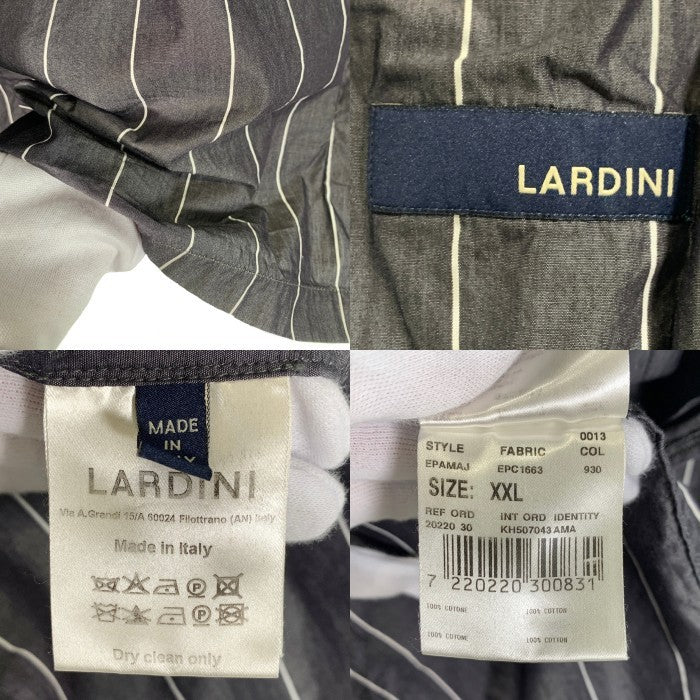 LARDINI
MADE
IN
LARDINI
Via A.Grandi 15/A 60024 Filottrano (AN) Italy
Made in Italy
Dry clean only
0013
STYLE FABRIC COL
EPAMAJ EPC1663 930
SIZE: XXL
REF ORD INT ORD IDENTITY
20220 30 KH507043 AMA
7 220220 300831
100% COTONE 100% COTTON
100% COTONE 100% COTTON